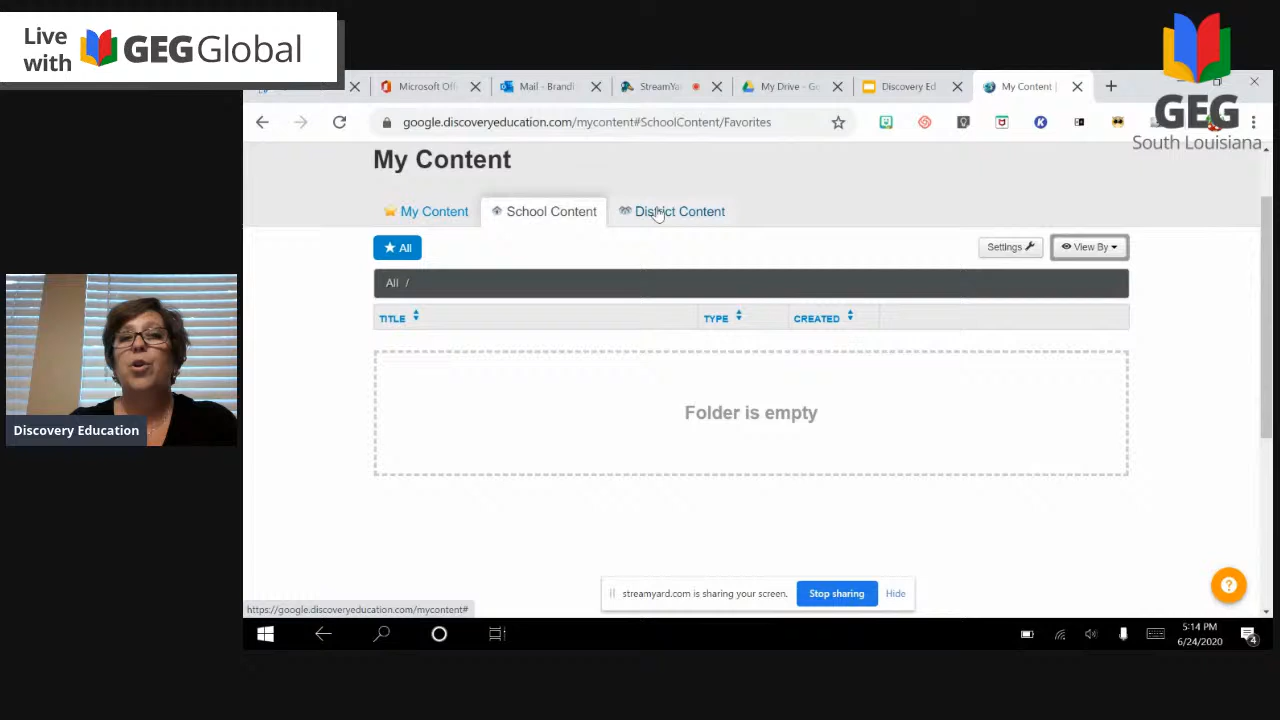 Live
with
GEG Global
GEG
South Louisiana
Microsoft Offi
Mail - Brandi
StreamYa
My Drive - Go
Discovery Ed
My Content |
google.discoveryeducation.com/mycontent#SchoolContent/Favorites
My Content
My Content
School Content
District Content
All
Settings
View By
All /
TITLE
TYPE
CREATED
Folder is empty
Discovery Education
streamyard.com is sharing your screen.
Stop sharing
Hide
https://google.discoveryeducation.com/mycontent#
5:14 PM
6/24/2020
4